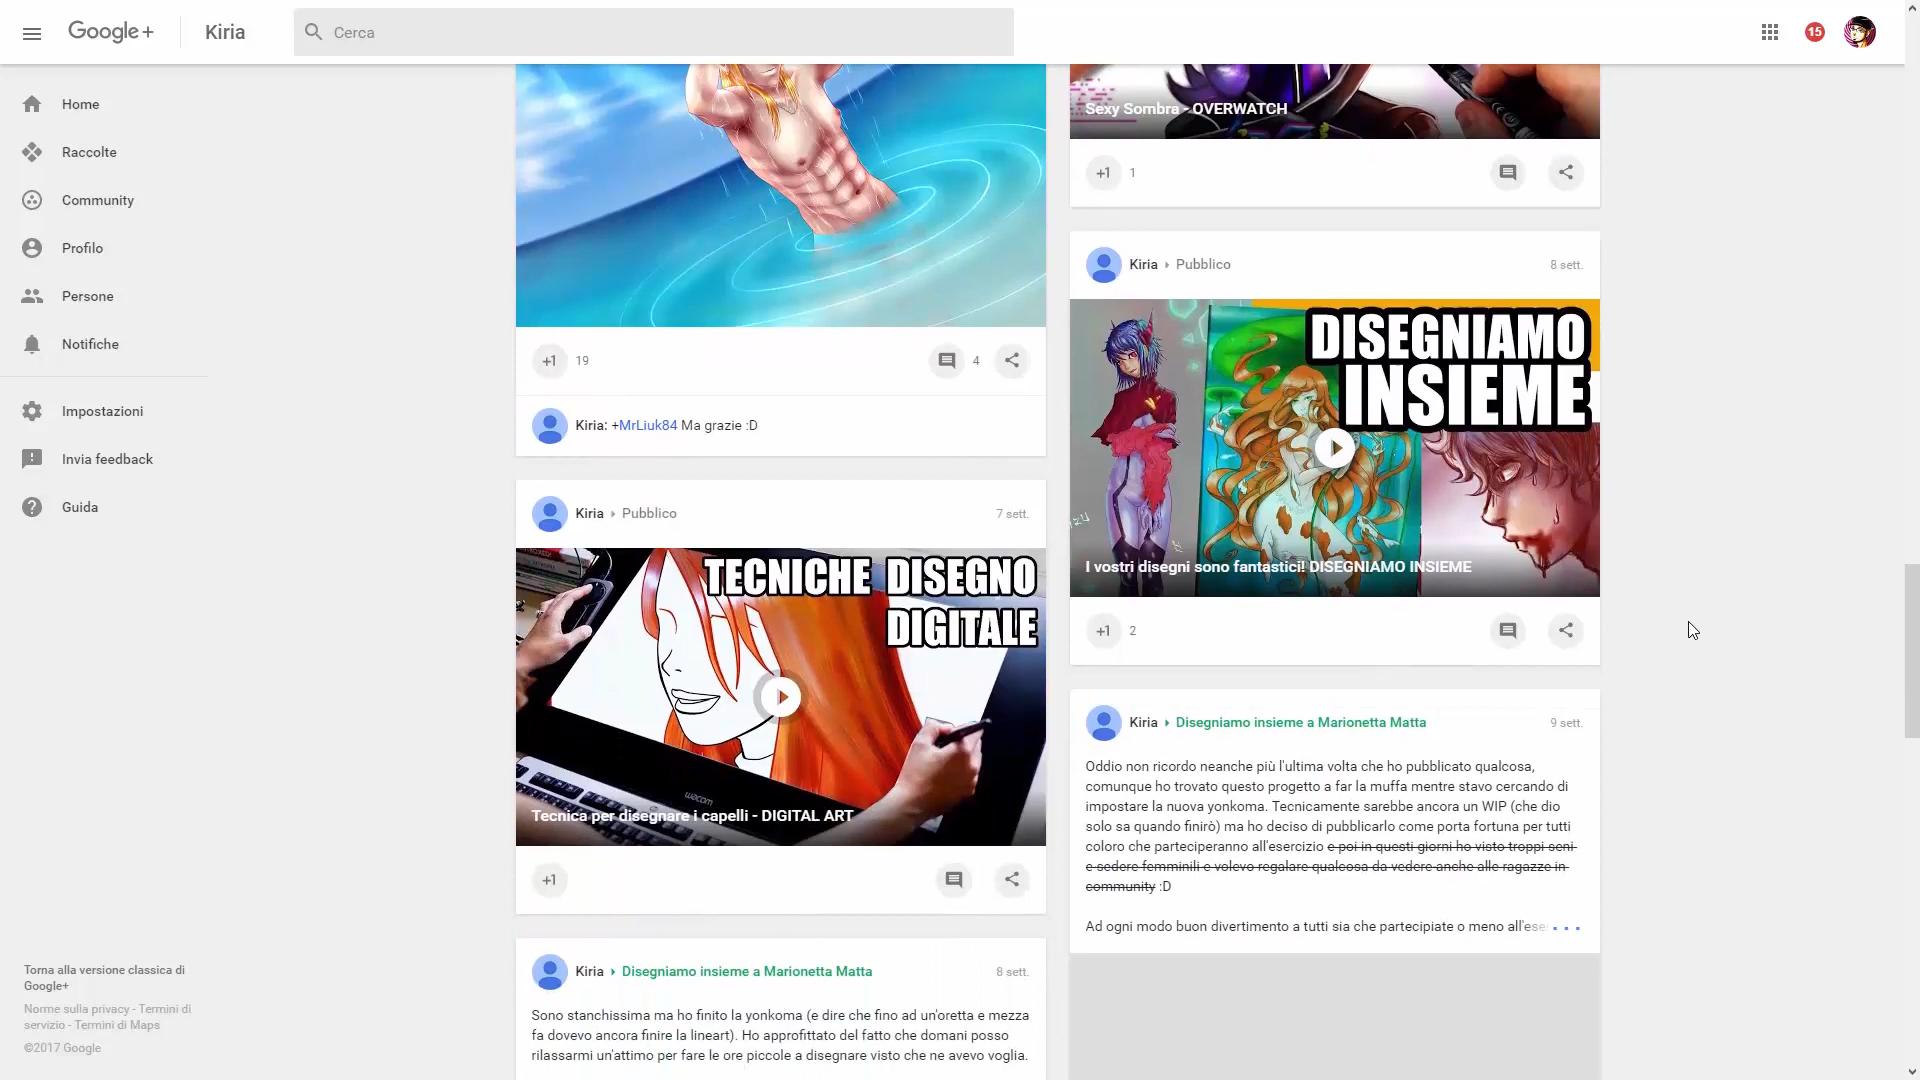 Google+
Kiria
Cerca
15
Home
Raccolte
Community
Profilo
Persone
Notifiche
Impostazioni
Invia feedback
Guida
Torna alla versione classica di
Google+
Norme sulla privacy - Termini di
servizio - Termini di Maps
©2017 Google
+1
19
4
Kiria: +MrLiuk84 Ma grazie :D
Kiria
Pubblico
7 sett.
TECNICHE DISEGNO
DIGITALE
wacom
Tecnica per disegnare i capelli - DIGITAL ART
+1
Kiria
Disegniamo insieme a Marionetta Matta
8 sett.
Sono stanchissima ma ho finito la yonkoma (e dire che fino ad un'oretta e mezza
fa dovevo ancora finire la lineart). Ho approfittato del fatto che domani posso
rilassarmi un'attimo per fare le ore piccole a disegnare visto che ne avevo voglia.
Sexy Sombra - OVERWATCH
+1
1
Kiria
Pubblico
8 sett.
DISEGNIAMO
INSIEME
I vostri disegni sono fantastici! DISEGNIAMO INSIEME
+1
2
Kiria
Disegniamo insieme a Marionetta Matta
9 sett.
Oddio non ricordo neanche più l'ultima volta che ho pubblicato qualcosa,
comunque ho trovato questo progetto a far la muffa mentre stavo cercando di
impostare la nuova yonkoma. Tecnicamente sarebbe ancora un WIP (che dio
solo sa quando finirò) ma ho deciso di pubblicarlo come porta fortuna per tutti
coloro che parteciperanno all'esercizio e poi in questi giorni ho visto troppi seni
e sedere femminili e volevo regalare qualcosa da vedere anche alle ragazze in
community :D
Ad ogni modo buon divertimento a tutti sia che partecipiate o meno all'ese